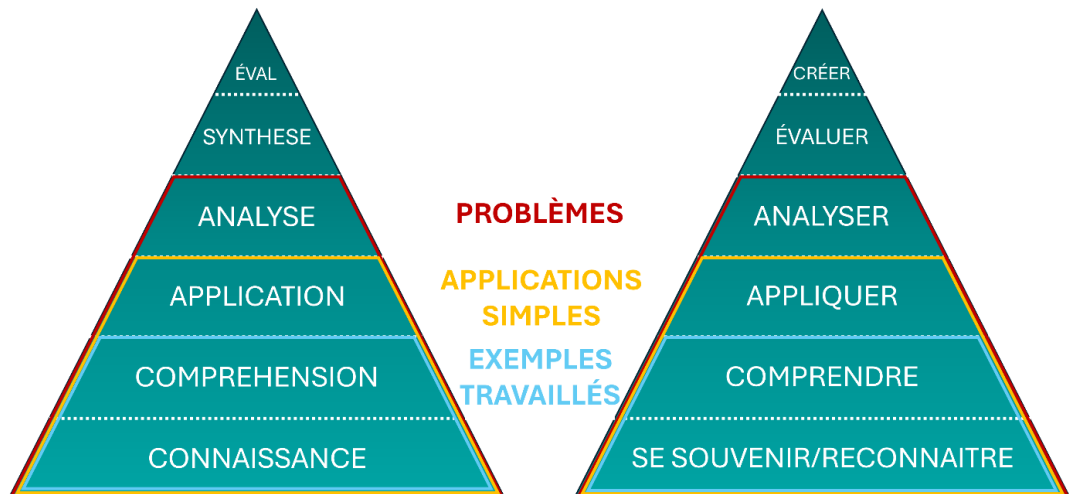 ÉVAL
SYNTHESE
ANALYSE
APPLICATION
COMPREHENSION
CONNAISSANCE
PROBLÈMES
APPLICATIONS
SIMPLES
EXEMPLES
TRAVAILLÉS
CRÉER
ÉVALUER
ANALYSER
APPLIQUER
COMPRENDRE
SE SOUVENIR/RECONNAITRE